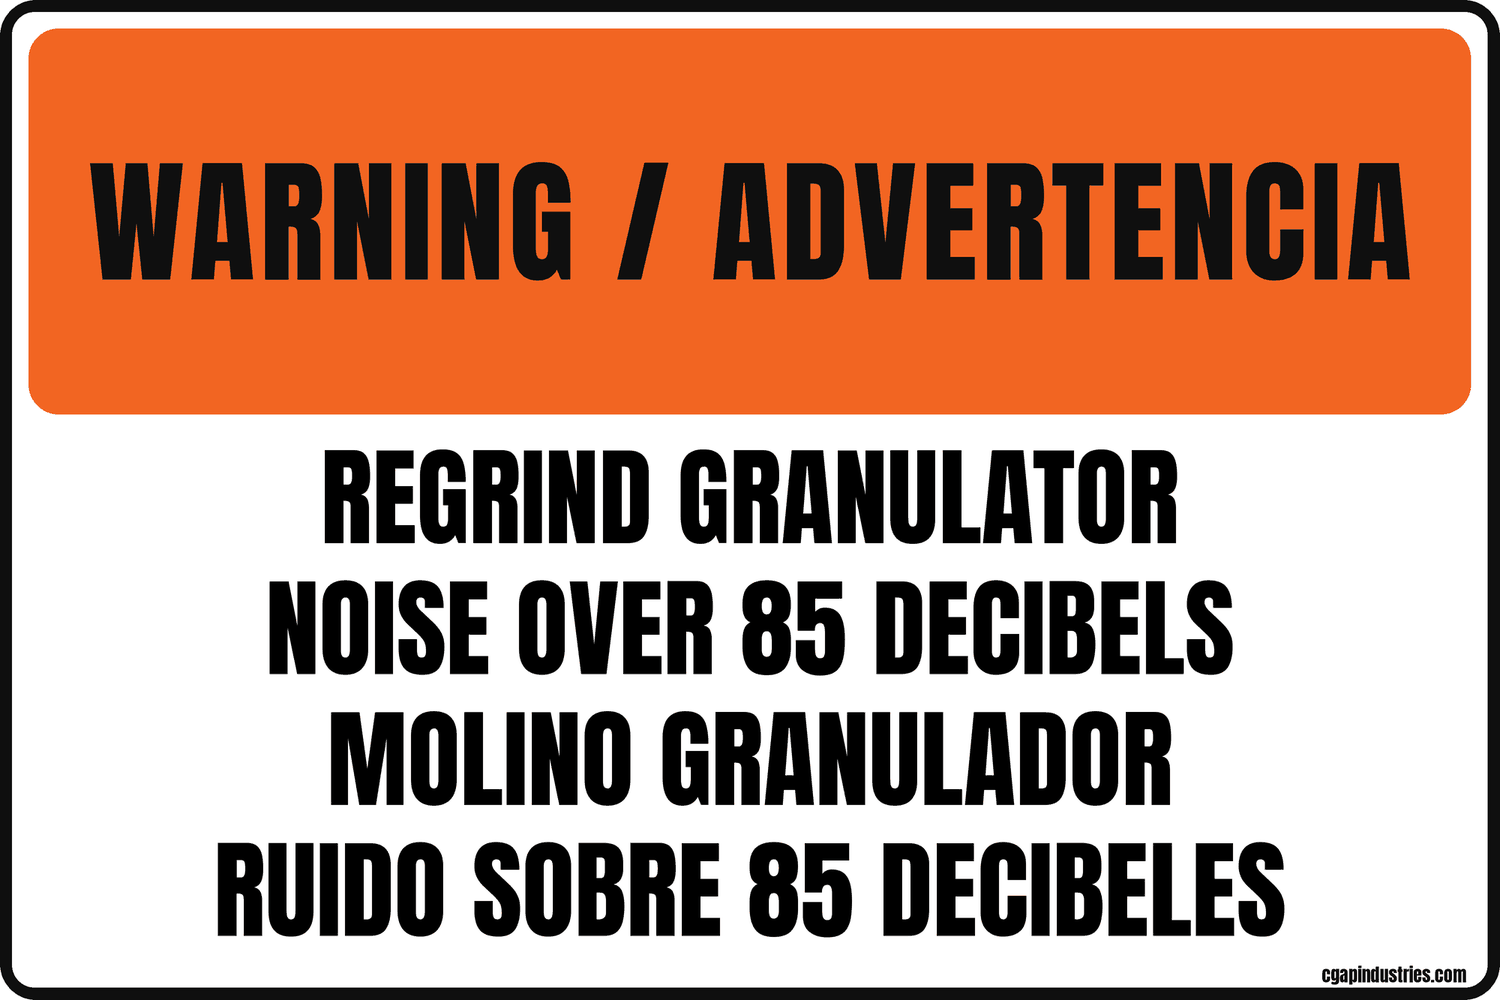 WARNING / ADVERTENCIA
REGRIND GRANULATOR
NOISE OVER 85 DECIBELS
MOLINO GRANULADOR
RUIDO SOBRE 85 DECIBELES
cgapindustries.com